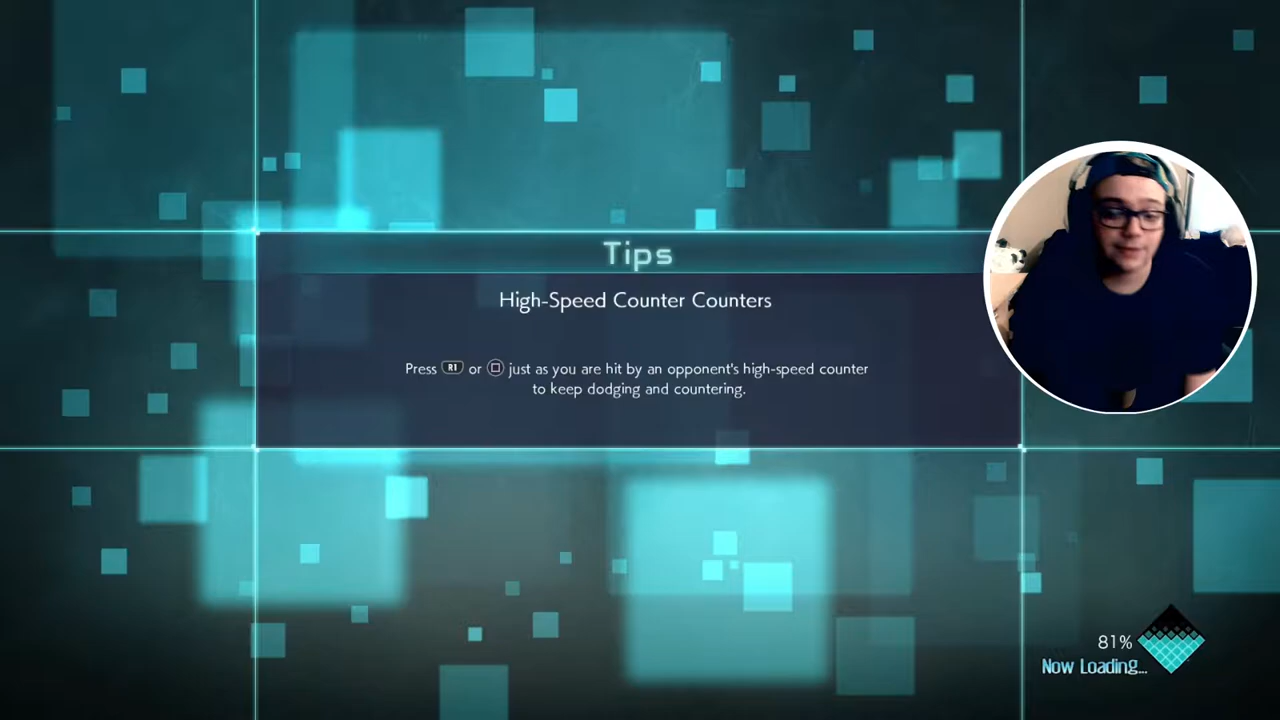 Tips
High-Speed Counter Counters
Press R1 or □ just as you are hit by an opponent's high-speed counter
to keep dodging and countering.
81%
Now Loading...